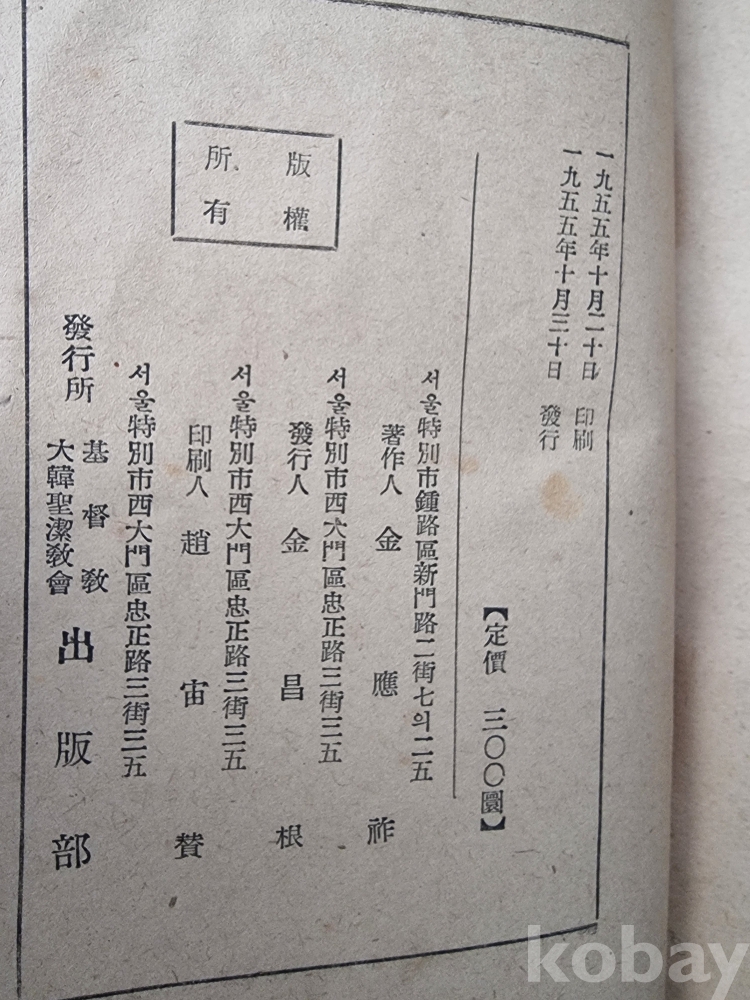 一九五五年十月二十日 印刷
一九五五年十月三十日 發行
【定價 三〇〇圜】
版權
所有
서울特別市鍾路區新門路二街七의二五
著作人 金應祚
서울特別市西大門區忠正路三街三五
發行人 金昌根
서울特別市西大門區忠正路三街三五
印刷人 趙宙贊
서울特別市西大門區忠正路三街三五
發行所 基督敎
大韓聖潔敎會
出版部
kobay